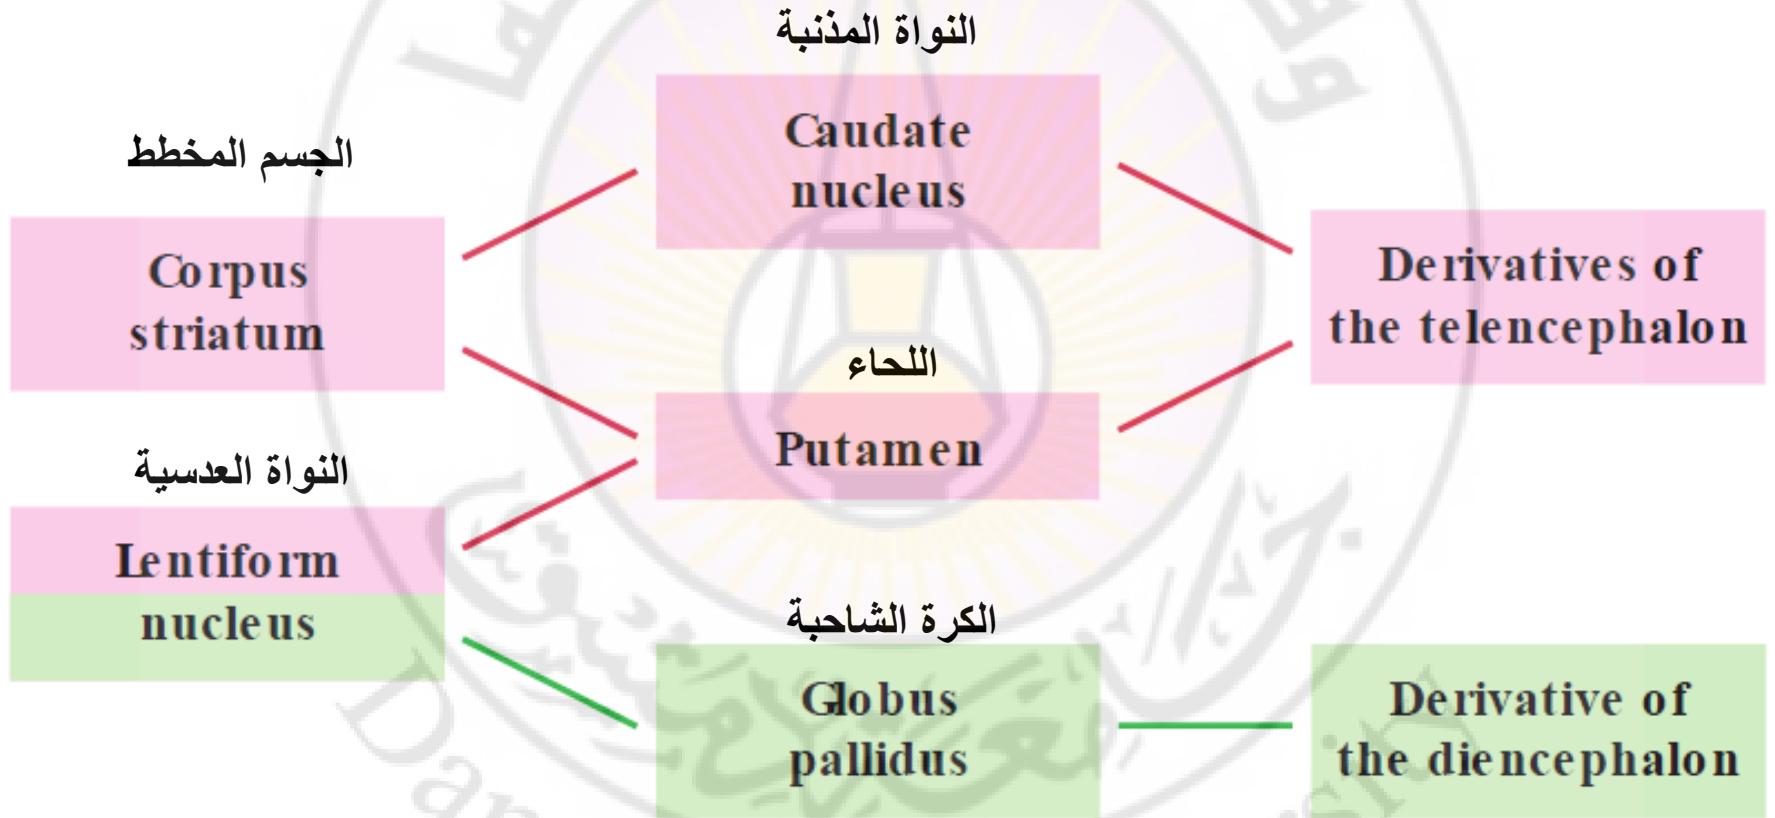 النواة المذنبة
Caudate
nucleus
الجسم المخطط
Corpus
striatum
Derivatives of
the telencephalon
اللحاء
Putamen
النواة العدسية
Lentiform
nucleus
الكرة الشاحبة
Globus
pallidus
Derivative of
the diencephalon